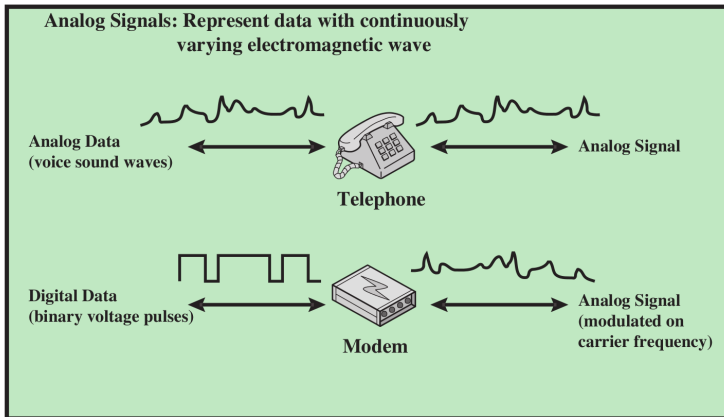 Analog Signals: Represent data with continuously
varying electromagnetic wave
Analog Data
(voice sound waves)
Analog Signal
Telephone
Digital Data
(binary voltage pulses)
Analog Signal
(modulated on
carrier frequency)
Modem